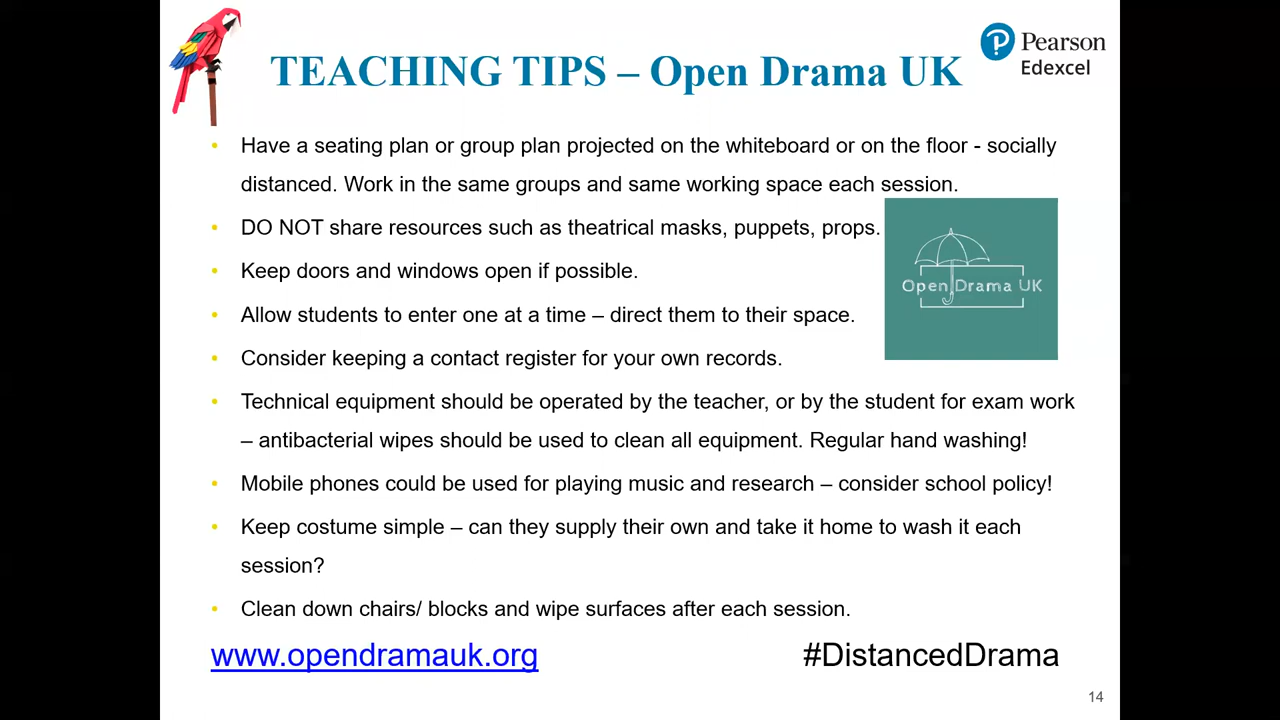 TEACHING TIPS – Open Drama UK
Pearson
Edexcel
• Have a seating plan or group plan projected on the whiteboard or on the floor - socially
distanced. Work in the same groups and same working space each session.
• DO NOT share resources such as theatrical masks, puppets, props.
Open Drama UK
• Keep doors and windows open if possible.
• Allow students to enter one at a time – direct them to their space.
• Consider keeping a contact register for your own records.
• Technical equipment should be operated by the teacher, or by the student for exam work
– antibacterial wipes should be used to clean all equipment. Regular hand washing!
• Mobile phones could be used for playing music and research – consider school policy!
• Keep costume simple – can they supply their own and take it home to wash it each
session?
• Clean down chairs/ blocks and wipe surfaces after each session.
www.opendramauk.org
#DistancedDrama
14